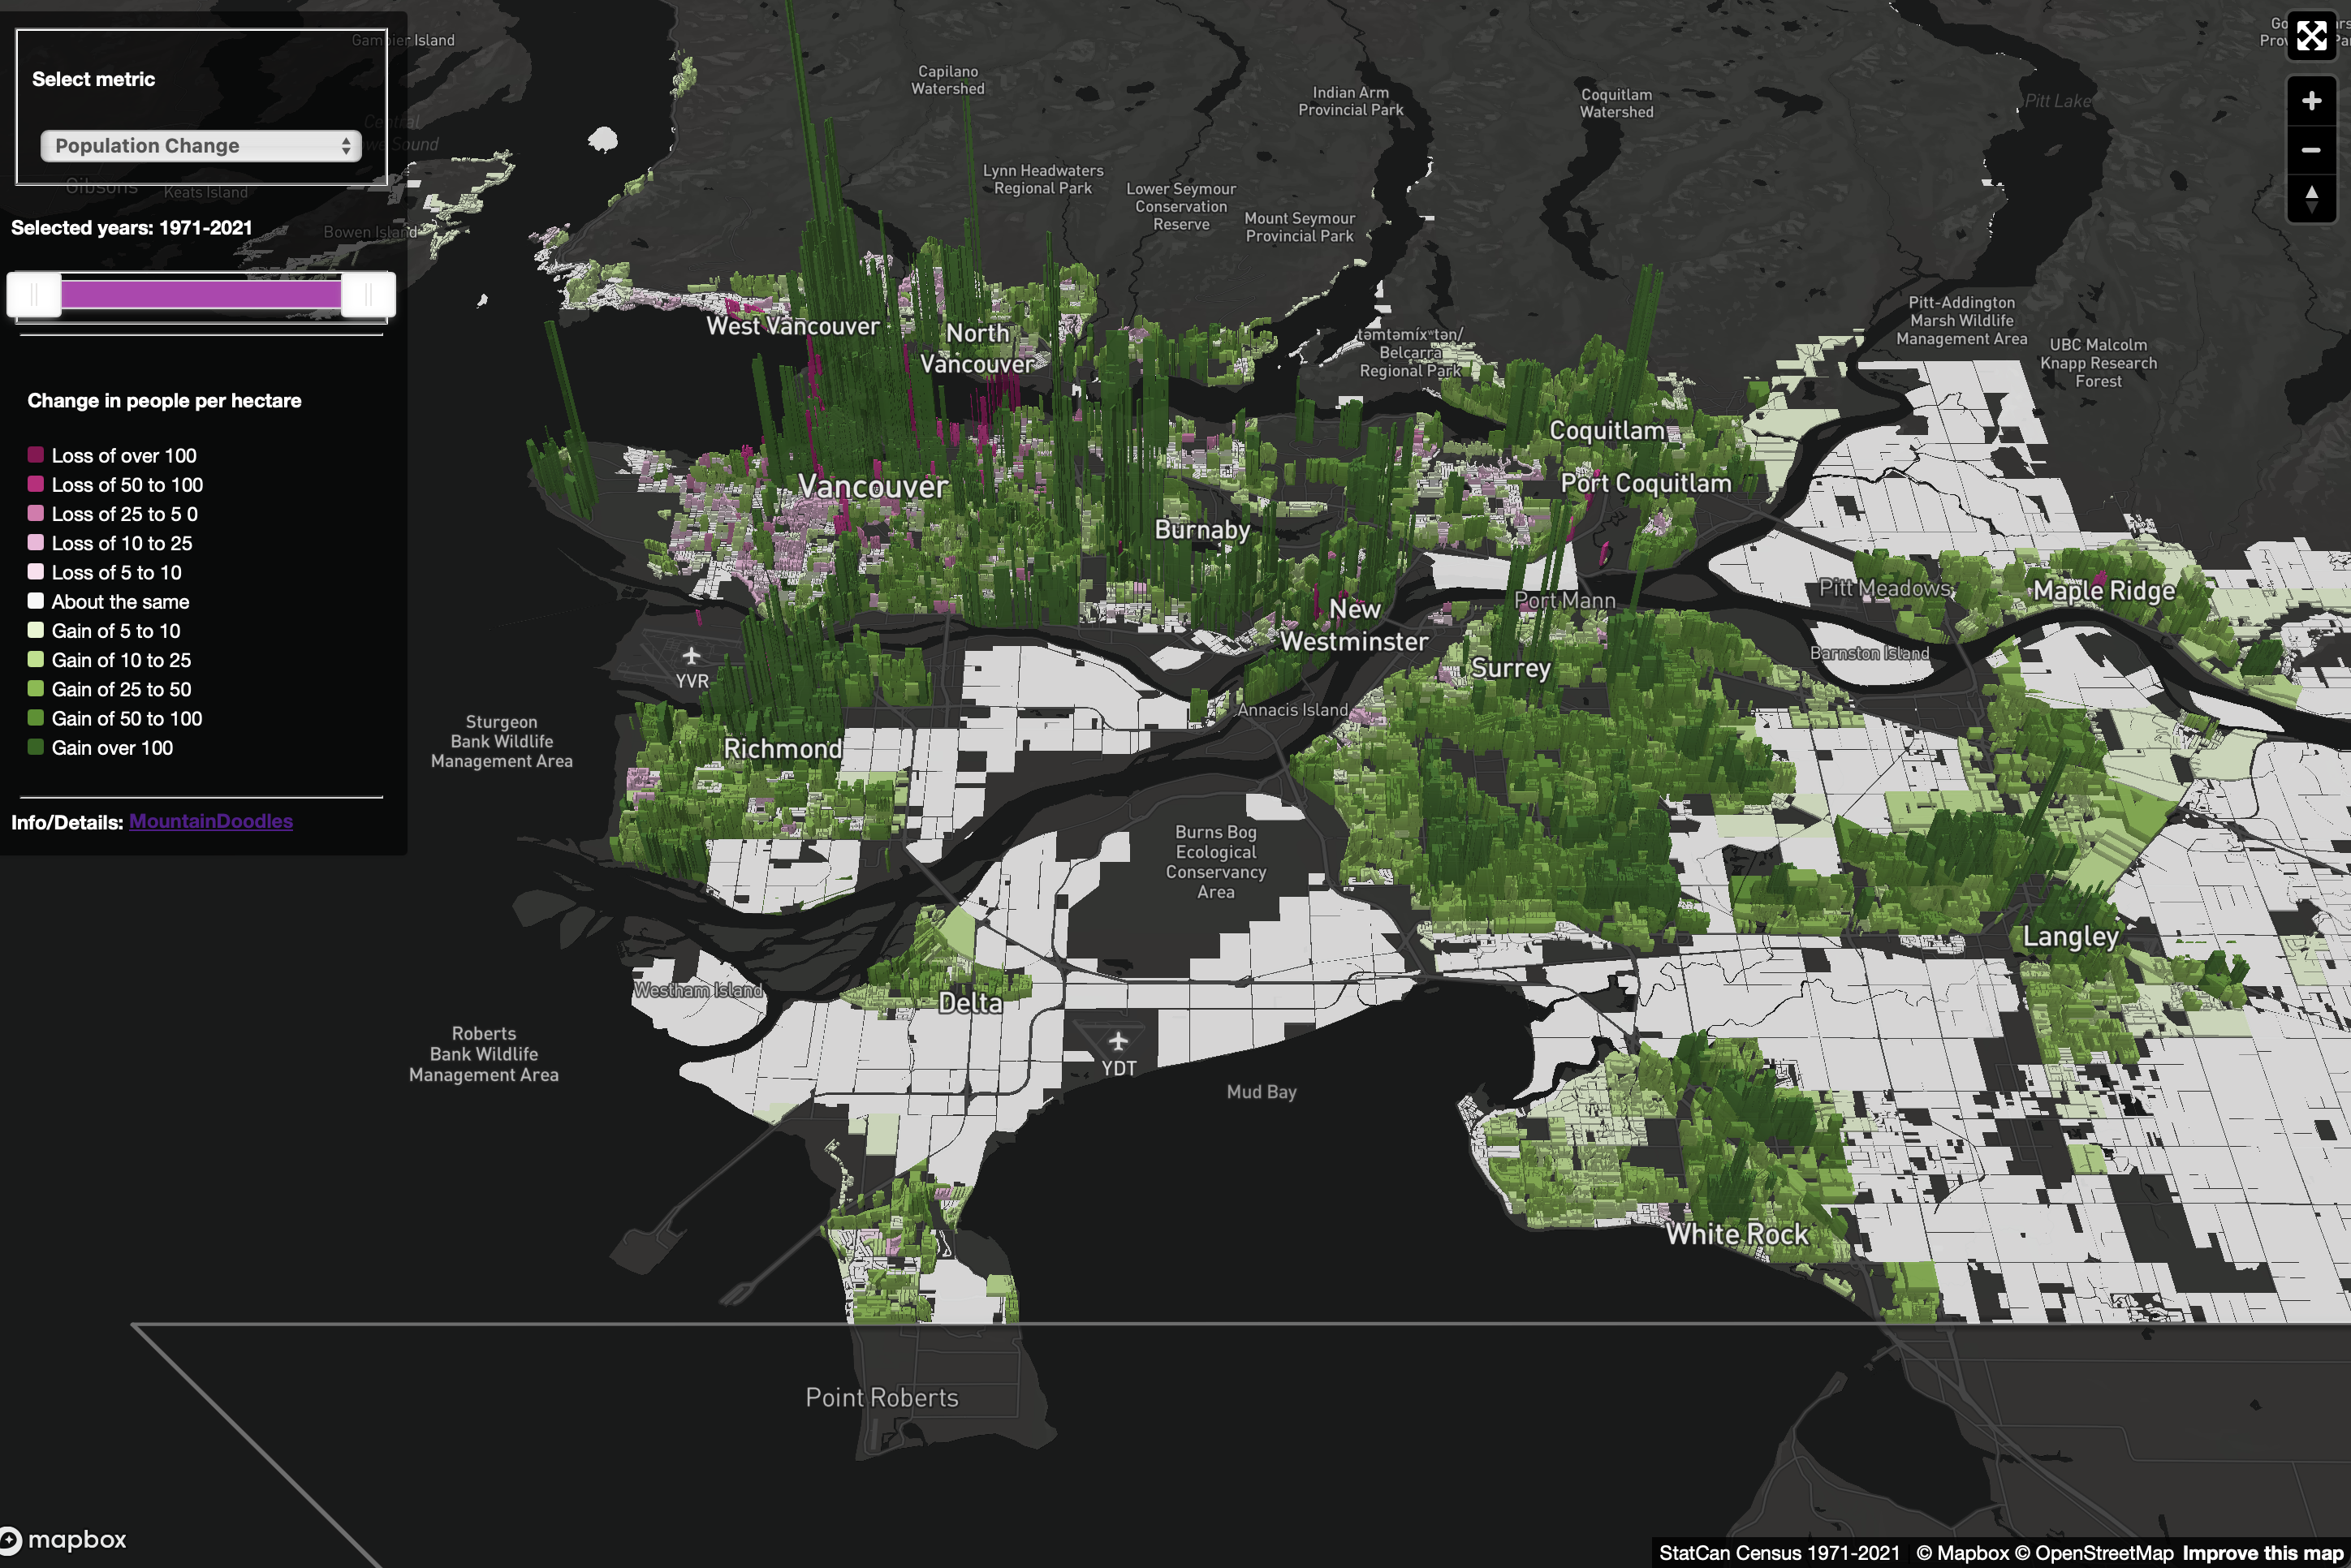 Select metric
Population Change
Selected years: 1971-2021
Change in people per hectare
Loss of over 100
Loss of 50 to 100
Loss of 25 to 5 0
Loss of 10 to 25
Loss of 5 to 10
About the same
Gain of 5 to 10
Gain of 10 to 25
Gain of 25 to 50
Gain of 50 to 100
Gain over 100
Info/Details: MountainDoodles
Gambier Island
Gibsons
Keats Island
Bowen Island
Capilano
Watershed
Indian Arm
Provincial Park
Coquitlam
Watershed
Pitt Lake
Lynn Headwaters
Regional Park
Lower Seymour
Conservation
Reserve
Mount Seymour
Provincial Park
West Vancouver
North
Vancouver
təmtəmíxʷtən/
Belcarra
Regional Park
Pitt-Addington
Marsh Wildlife
Management Area
UBC Malcolm
Knapp Research
Forest
Coquitlam
Port Coquitlam
Vancouver
Burnaby
New
Westminster
Port Mann
Pitt Meadows
Maple Ridge
Barnston Island
Surrey
YVR
Annacis Island
Sturgeon
Bank Wildlife
Management Area
Richmond
Burns Bog
Ecological
Conservancy
Area
Langley
Westham Island
Delta
YDT
Roberts
Bank Wildlife
Management Area
Mud Bay
White Rock
Point Roberts
mapbox
StatCan Census 1971-2021 © Mapbox © OpenStreetMap Improve this map